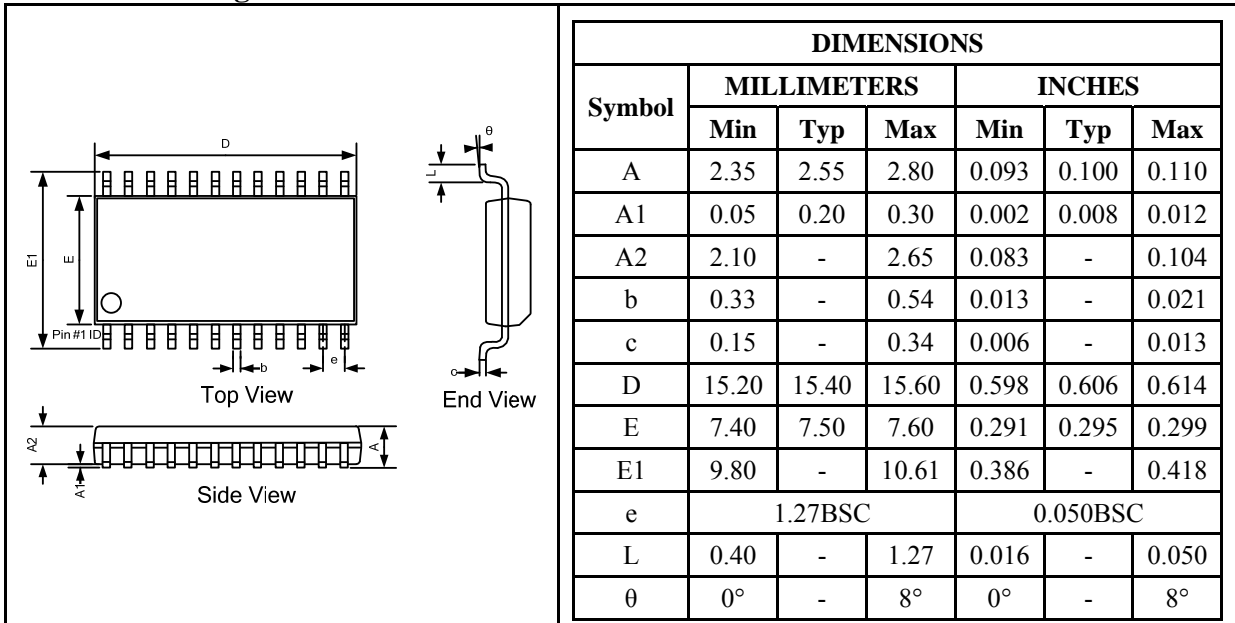 D
E1
E
Pin #1 ID
b
e
Top View
θ
L
c
End View
A2
A1
A
Side View
DIMENSIONS
Symbol MILLIMETERS INCHES
Min Typ Max Min Typ Max
A 2.35 2.55 2.80 0.093 0.100 0.110
A1 0.05 0.20 0.30 0.002 0.008 0.012
A2 2.10 - 2.65 0.083 - 0.104
b 0.33 - 0.54 0.013 - 0.021
c 0.15 - 0.34 0.006 - 0.013
D 15.20 15.40 15.60 0.598 0.606 0.614
E 7.40 7.50 7.60 0.291 0.295 0.299
E1 9.80 - 10.61 0.386 - 0.418
e 1.27BSC 0.050BSC
L 0.40 - 1.27 0.016 - 0.050
θ 0° - 8° 0° - 8°